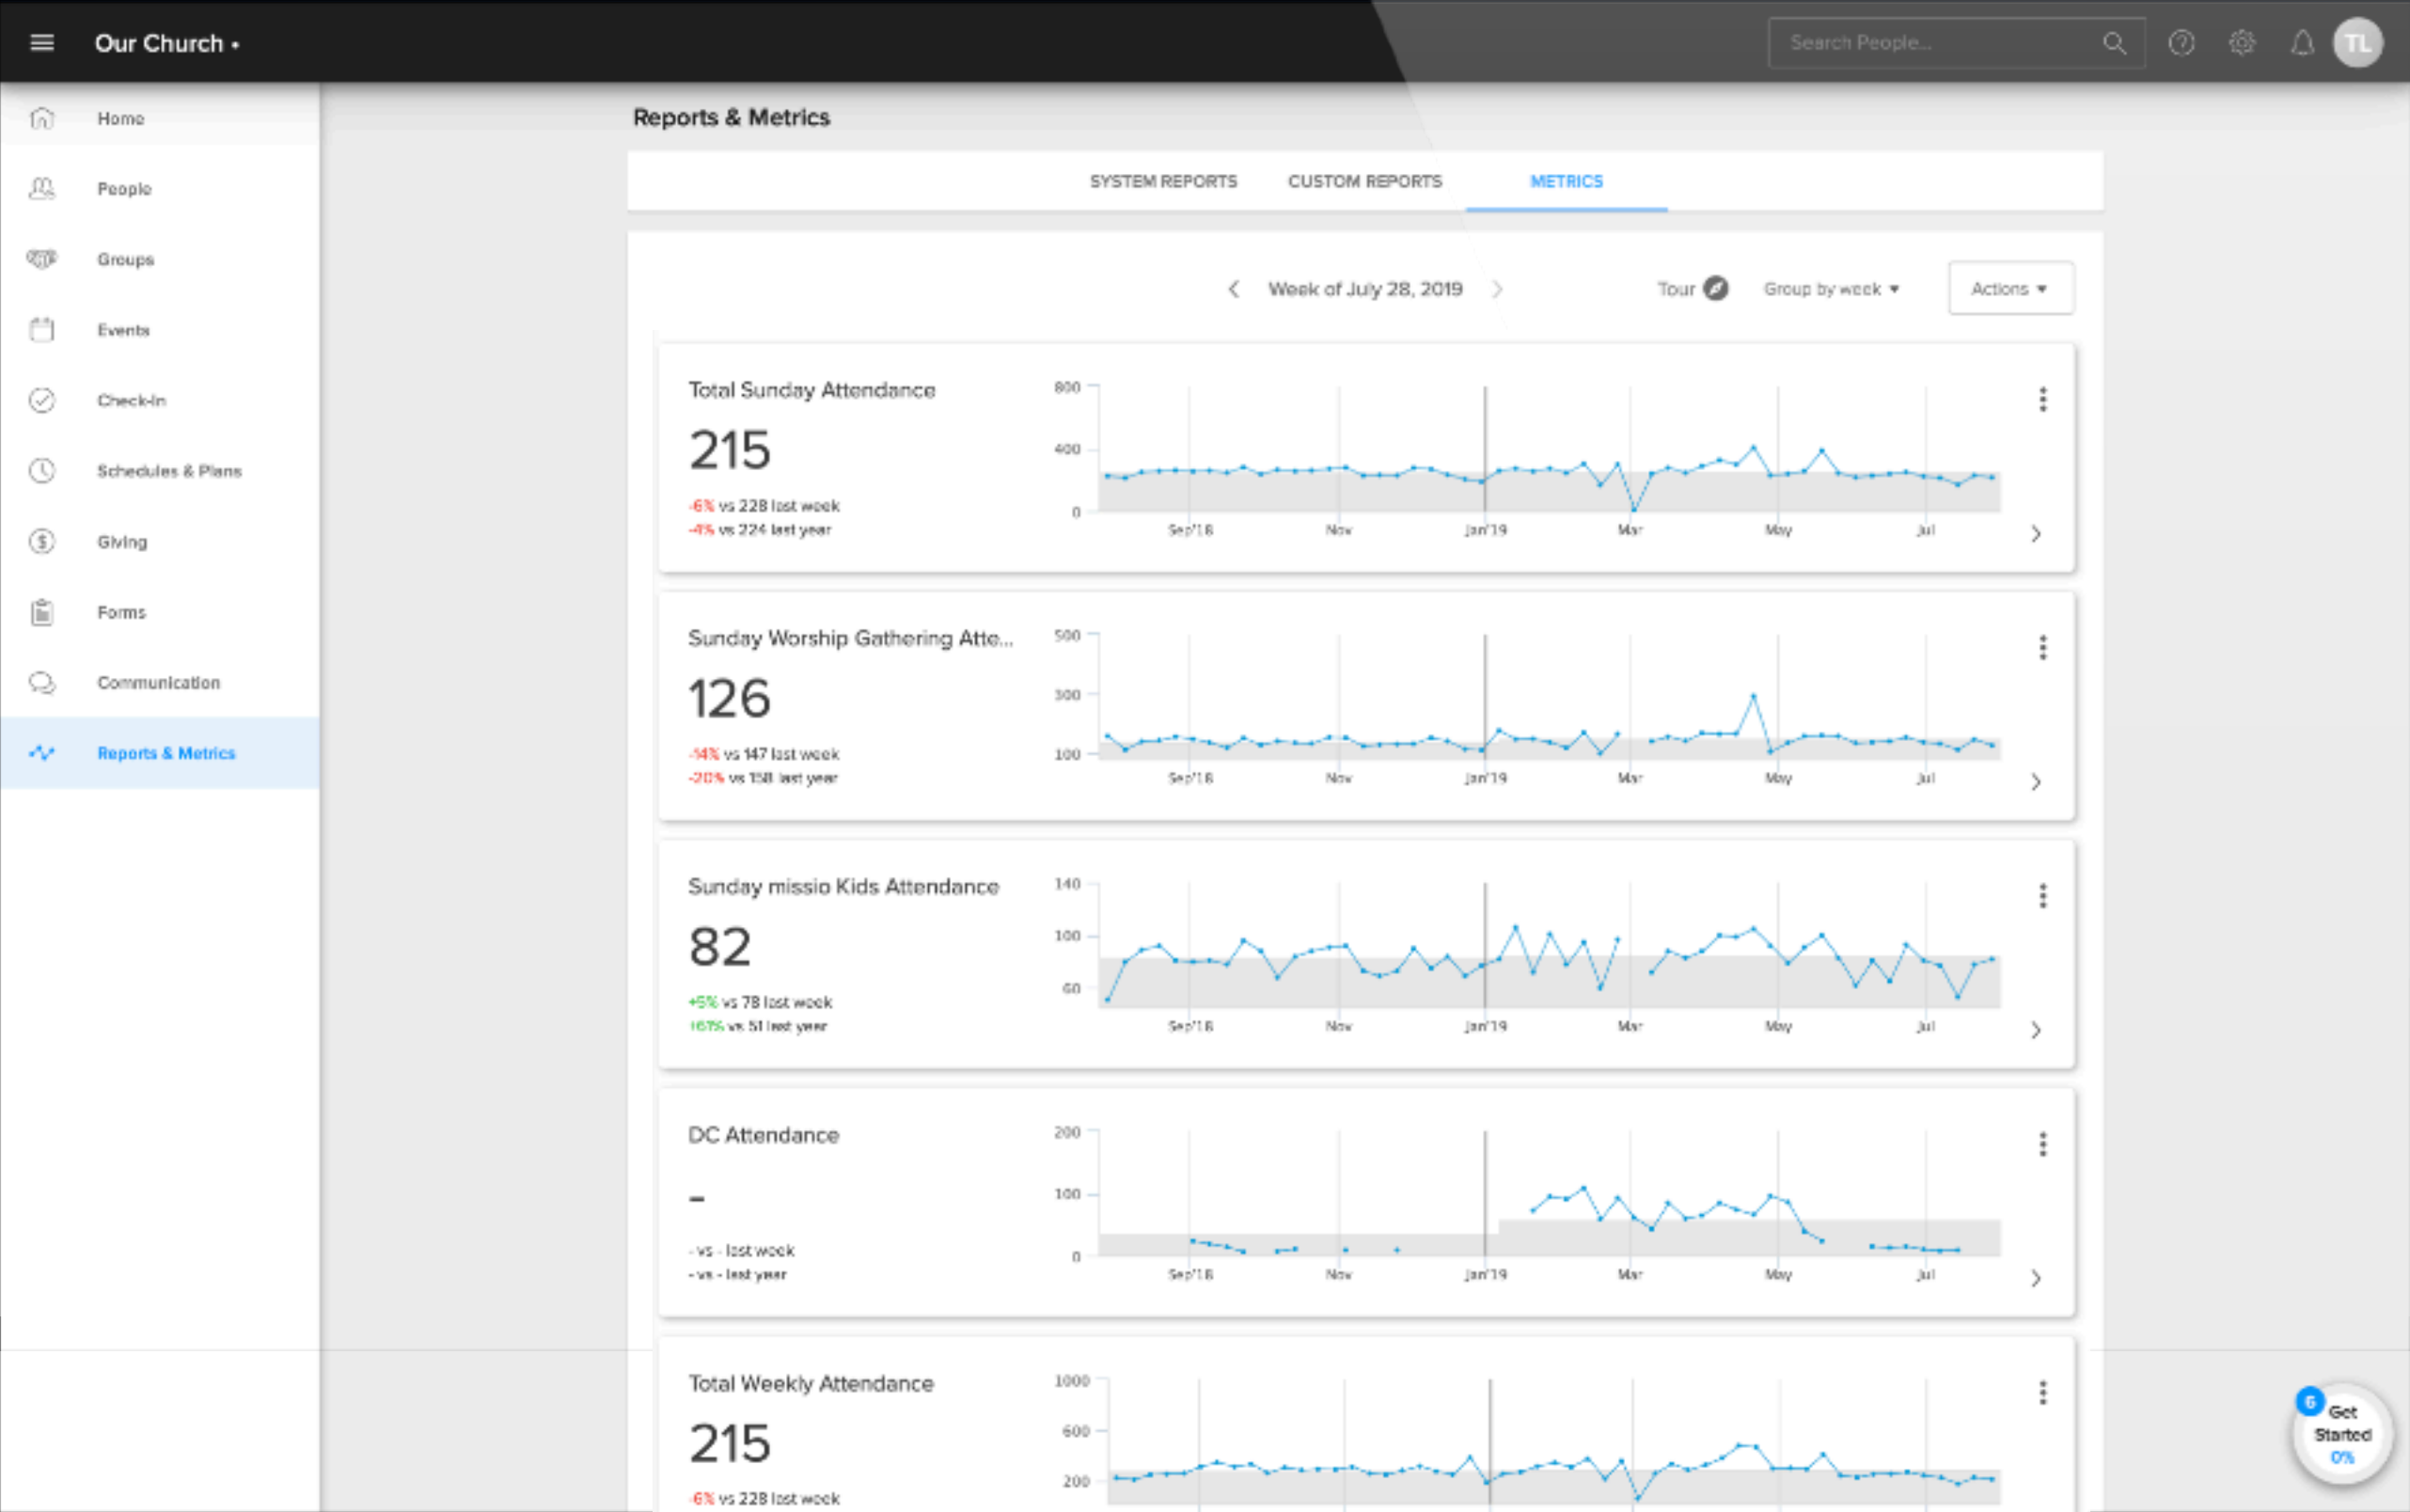 Our Church •
Search People...
TL
Home
People
Groups
Events
Check-In
Schedules & Plans
Giving
Forms
Communication
Reports & Metrics
Reports & Metrics
SYSTEM REPORTS CUSTOM REPORTS METRICS
Week of July 28, 2019
Tour Group by week Actions
Total Sunday Attendance
215
-6% vs 228 last week
-4% vs 224 last year
800
400
0
Sep'18 Nov Jan'19 Mar May Jul
Sunday Worship Gathering Atte...
126
-14% vs 147 last week
-20% vs 158 last year
500
300
100
Sep'18 Nov Jan'19 Mar May Jul
Sunday missio Kids Attendance
82
+5% vs 78 last week
+61% vs 51 last year
140
100
60
Sep'18 Nov Jan'19 Mar May Jul
DC Attendance
-
- vs - last week
- vs - last year
200
100
0
Sep'18 Nov Jan'19 Mar May Jul
Total Weekly Attendance
215
-6% vs 228 last week
1000
600
200
6
Get
Started
0%